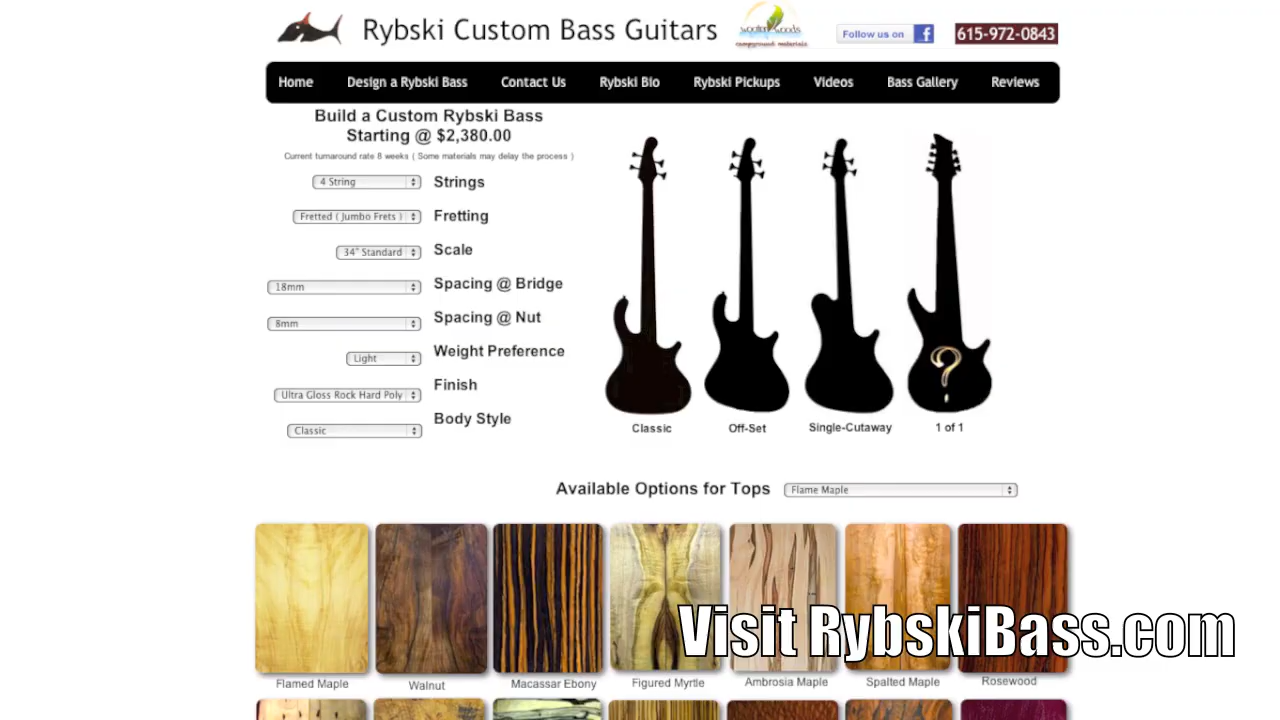 Rybski Custom Bass Guitars
wooton woods
campground materials
Follow us on f
615-972-0843
Home Design a Rybski Bass Contact Us Rybski Bio Rybski Pickups Videos Bass Gallery Reviews
Build a Custom Rybski Bass
Starting @ $2,380.00
Current turnaround rate 8 weeks ( Some materials may delay the process )
4 String Strings
Fretted ( Jumbo Frets ) Fretting
34" Standard Scale
18mm Spacing @ Bridge
8mm Spacing @ Nut
Light Weight Preference
Ultra Gloss Rock Hard Poly Finish
Classic Body Style
?
Classic Off-Set Single-Cutaway 1 of 1
Available Options for Tops Flame Maple
Visit RybskiBass.com
Flamed Maple Walnut Macassar Ebony Figured Myrtle Ambrosia Maple Spalted Maple Rosewood